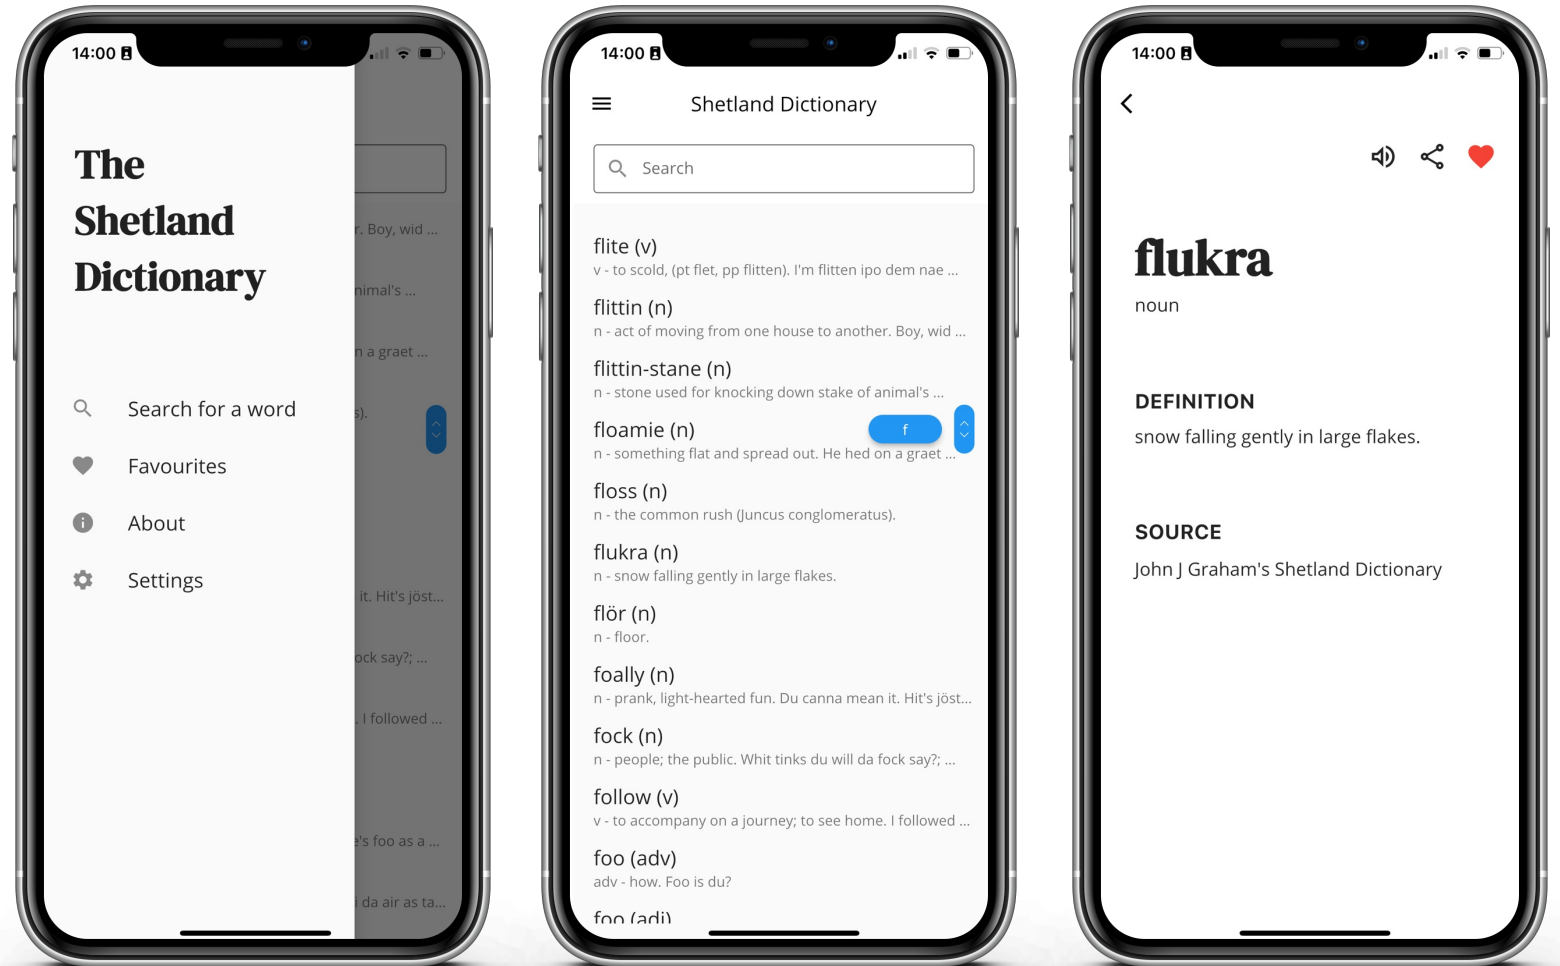 14:00
The
Shetland
Dictionary
Search for a word
Favourites
About
Settings
r. Boy, wid ...
nimal's ...
n a graet ...
s).
it. Hit's jöst...
ock say?; ...
. I followed ...
e's foo as a ...
i da air as ta...
14:00
Shetland Dictionary
Search
flite (v)
v - to scold, (pt flet, pp flitten). I'm flitten ipo dem nae ...
flittin (n)
n - act of moving from one house to another. Boy, wid ...
flittin-stane (n)
n - stone used for knocking down stake of animal's ...
floamie (n)
f
n - something flat and spread out. He hed on a graet ...
floss (n)
n - the common rush (Juncus conglomeratus).
flukra (n)
n - snow falling gently in large flakes.
flör (n)
n - floor.
foally (n)
n - prank, light-hearted fun. Du canna mean it. Hit's jöst...
fock (n)
n - people; the public. Whit tinks du will da fock say?; ...
follow (v)
v - to accompany on a journey; to see home. I followed ...
foo (adv)
adv - how. Foo is du?
foo (adj)
14:00
flukra
noun
DEFINITION
snow falling gently in large flakes.
SOURCE
John J Graham's Shetland Dictionary